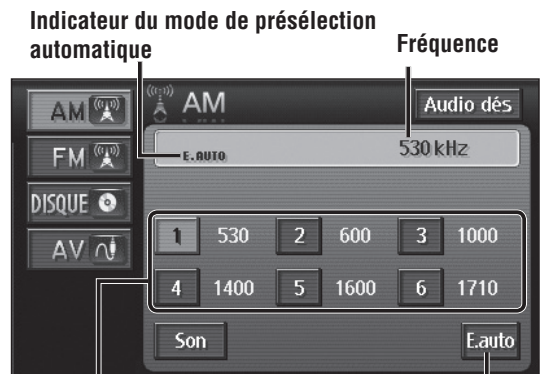 Indicateur du mode de présélection
automatique
Fréquence
AM
AM
Audio dés
FM
E.AUTO
530 kHz
DISQUE
AV
1 530 2 600 3 1000
4 1400 5 1600 6 1710
Son
E.auto